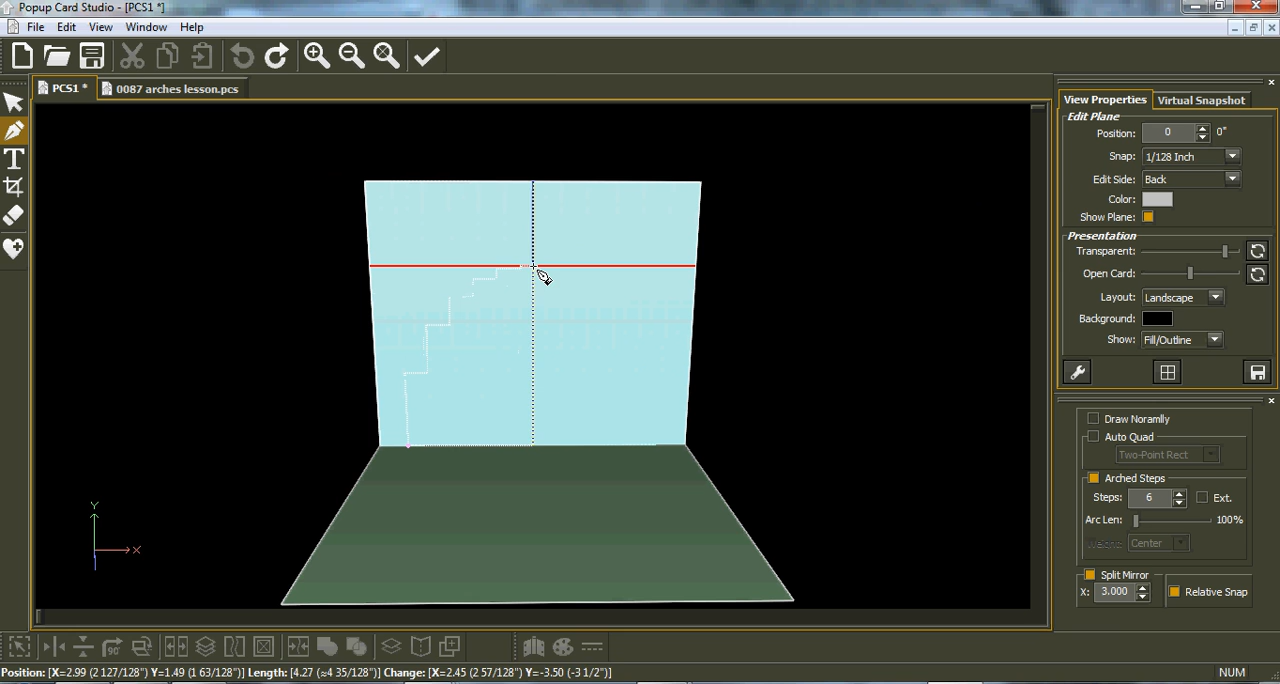 Popup Card Studio - [PCS1 *]
File Edit View Window Help
PCS1 * 0087 arches lesson.pcs
View Properties Virtual Snapshot
Edit Plane
Position: 0 0"
Snap: 1/128 Inch
Edit Side: Back
Color:
Show Plane:
Presentation
Transparent:
Open Card:
Layout: Landscape
Background:
Show: Fill/Outline
Draw Noramlly
Auto Quad
Two-Point Rect
Arched Steps
Steps: 6 Ext.
Arc Len: 100%
Weight: Center
Split Mirror
X: 3.000 Relative Snap
T
90°
Y
X
Position: [X=2.99 (2 127/128") Y=1.49 (1 63/128")] Length: [4.27 (≈4 35/128")] Change: [X=2.45 (2 57/128") Y=-3.50 (-3 1/2")]
NUM